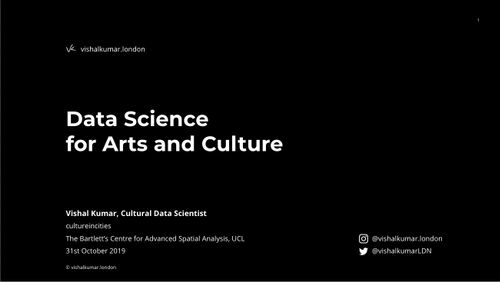 1
vishalkumar.london
Data Science
for Arts and Culture
Vishal Kumar, Cultural Data Scientist
cultureincities
The Bartlett's Centre for Advanced Spatial Analysis, UCL
31st October 2019
@vishalkumar.london
@vishalkumarLDN
© vishalkumar.london